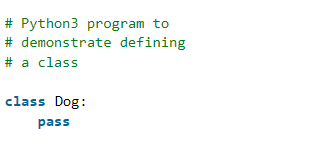 # Python3 program to
# demonstrate defining
# a class
class Dog:
    pass